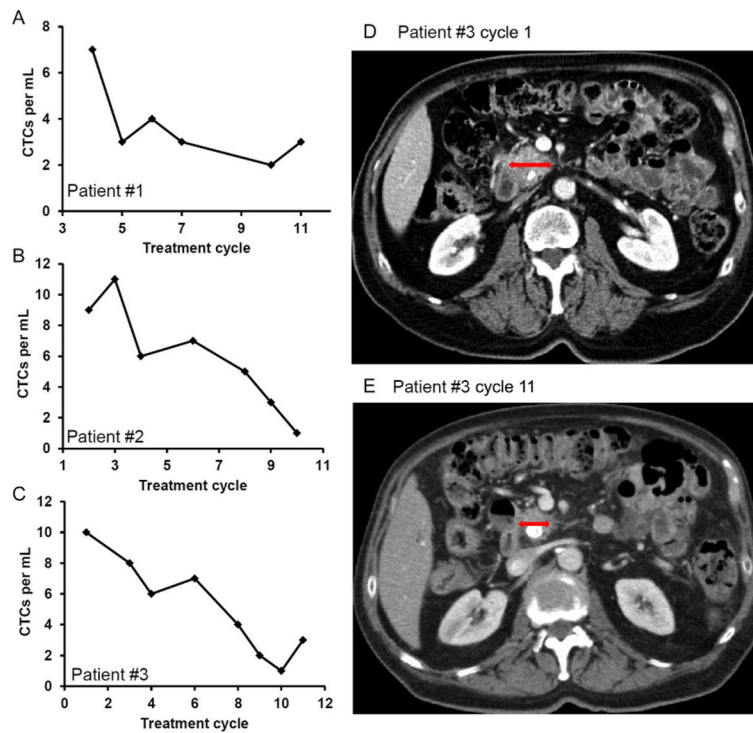 A
8
6
4
2
0
CTCs per mL
Patient #1
3
5
7
9
11
Treatment cycle
B
12
10
8
6
4
2
0
CTCs per mL
Patient #2
1
3
5
7
9
11
Treatment cycle
C
12
10
8
6
4
2
0
CTCs per mL
Patient #3
0
2
4
6
8
10
12
Treatment cycle
D Patient #3 cycle 1
E Patient #3 cycle 11